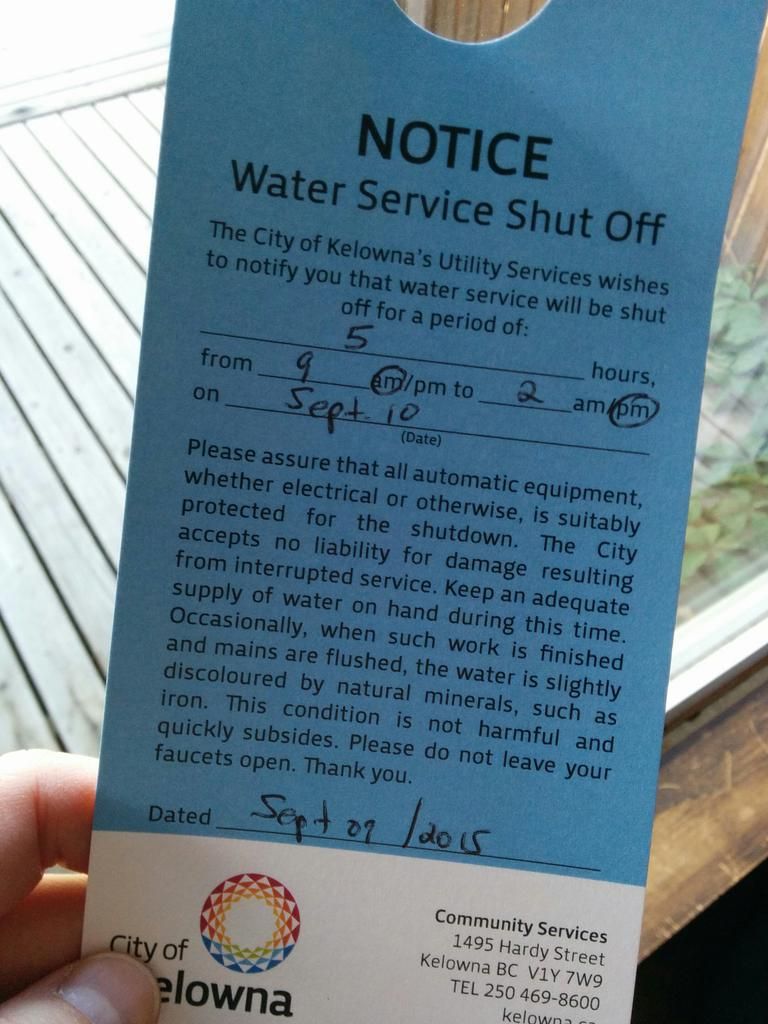 NOTICE
Water Service Shut Off
The City of Kelowna's Utility Services wishes
to notify you that water service will be shut
off for a period of:
5 hours,
from 9 am/pm to 2 am/pm
on Sept. 10
(Date)
Please assure that all automatic equipment,
whether electrical or otherwise, is suitably
protected for the shutdown. The City
accepts no liability for damage resulting
from interrupted service. Keep an adequate
supply of water on hand during this time.
Occasionally, when such work is finished
and mains are flushed, the water is slightly
discoloured by natural minerals, such as
iron. This condition is not harmful and
quickly subsides. Please do not leave your
faucets open. Thank you.
Dated Sept 09 /2015
City of
elowna
Community Services
1495 Hardy Street
Kelowna BC V1Y 7W9
TEL 250 469-8600